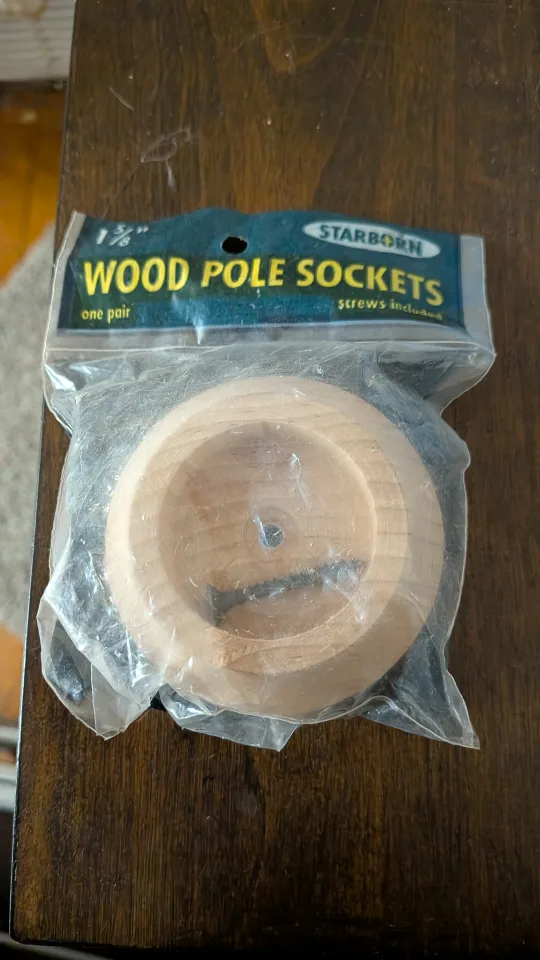 1 5/8"
STARBORN
WOOD POLE SOCKETS
one pair
screws included